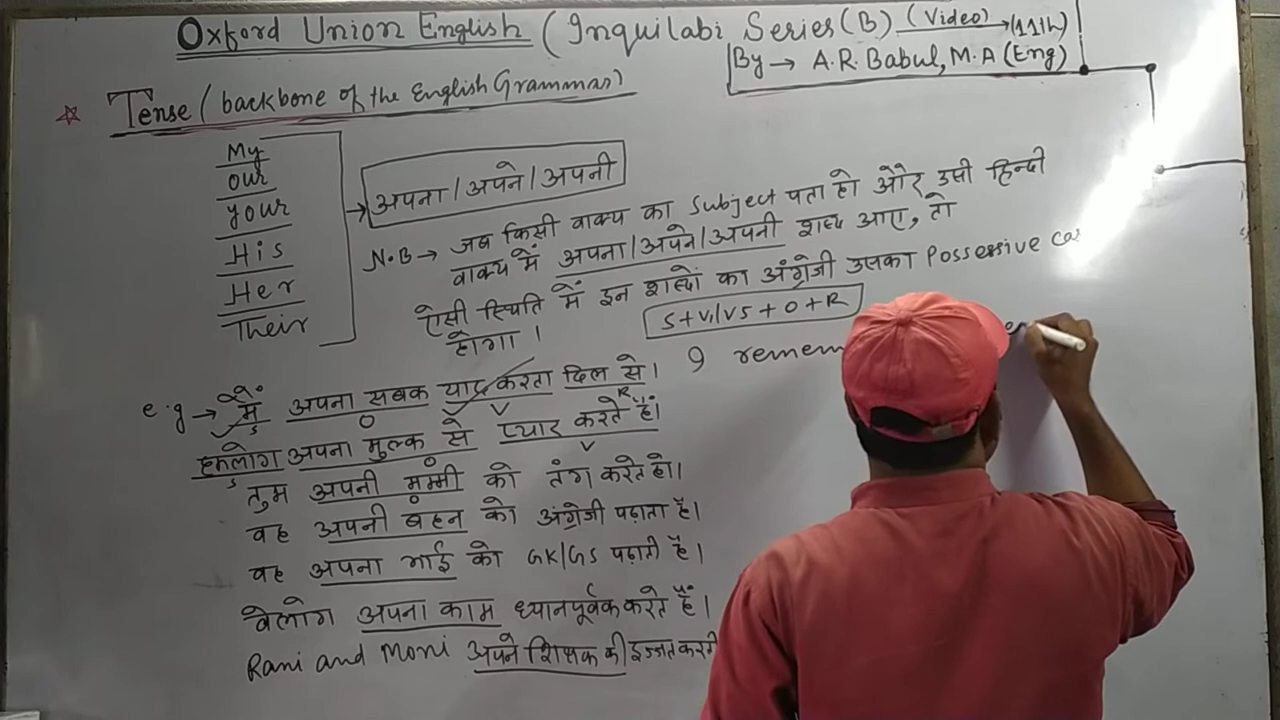 Oxford Union English (Inquilabi Series (B) (Video) → (11th)
By → A.R. Babul, M.A (Eng)
☆ Tense (backbone of the English Grammar)
My
our
your
His
Her
Their
→ अपना / अपने / अपनी
N.B → जब किसी वाक्य का Subject पता हो और उसी हिन्दी
वाक्य में अपना / अपने / अपनी शब्द आए, तो
ऐसी स्थिति में इन शब्दों का अंग्रेजी उसका Possessive
होगा ।
S + V1/V5 + O + R
e.g → मैं अपना सबक याद करता दिल से। I remem
S O V R
हमलोग अपना मुल्क से प्यार करते हैं।
S O V
तुम अपनी मम्मी को तंग करते हो।
O
वह अपनी बहन को अंग्रेजी पढ़ाता है।
वह अपना भाई को GK/GS पढ़ाती है।
वेलोग अपना काम ध्यानपूर्वक करते हैं।
Rani and Moni अपने शिक्षक की इज्जत करती